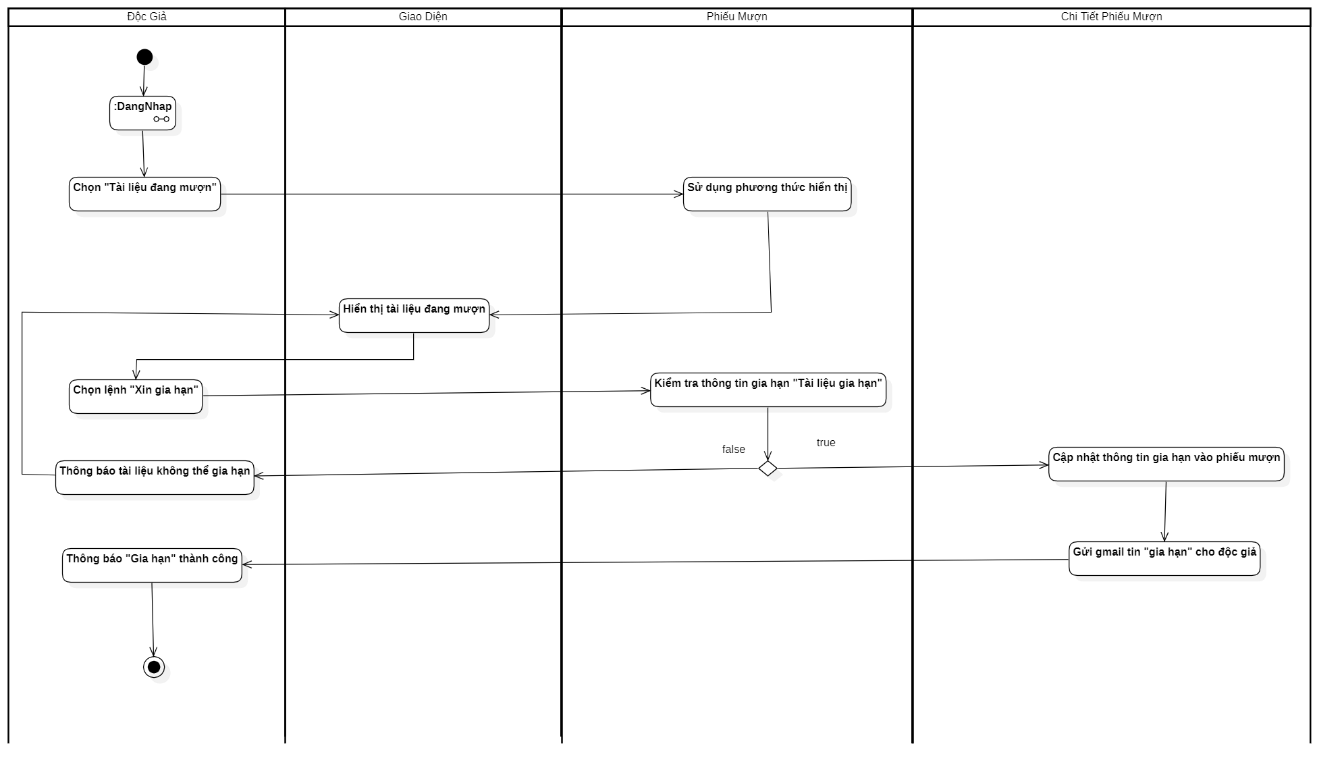 Độc Giả
Giao Diện
Phiếu Mượn
Chi Tiết Phiếu Mượn
:DangNhap
Chọn "Tài liệu đang mượn"
Sử dụng phương thức hiển thị
Hiển thị tài liệu đang mượn
Chọn lệnh "Xin gia hạn"
Kiểm tra thông tin gia hạn "Tài liệu gia hạn"
false
true
Thông báo tài liệu không thể gia hạn
Cập nhật thông tin gia hạn vào phiếu mượn
Thông báo "Gia hạn" thành công
Gửi gmail tin "gia hạn" cho độc giả